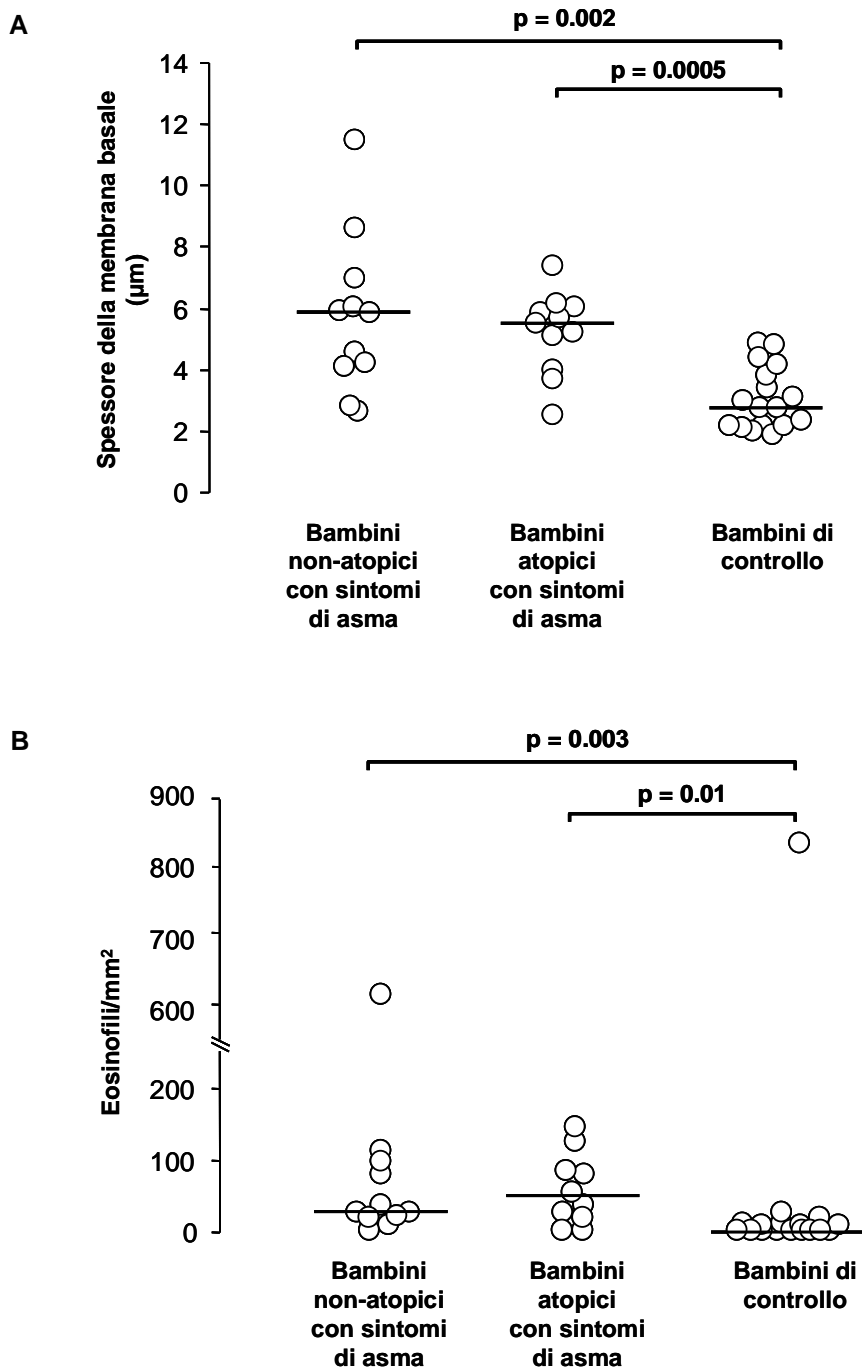 A
p = 0.002
p = 0.0005
Spessore della membrana basale
(µm)
14
12
10
8
6
4
2
0
Bambini
non-atopici
con sintomi
di asma
Bambini
atopici
con sintomi
di asma
Bambini di
controllo
B
p = 0.003
p = 0.01
Eosinofili/mm²
900
800
700
600
200
100
0
Bambini
non-atopici
con sintomi
di asma
Bambini
atopici
con sintomi
di asma
Bambini di
controllo